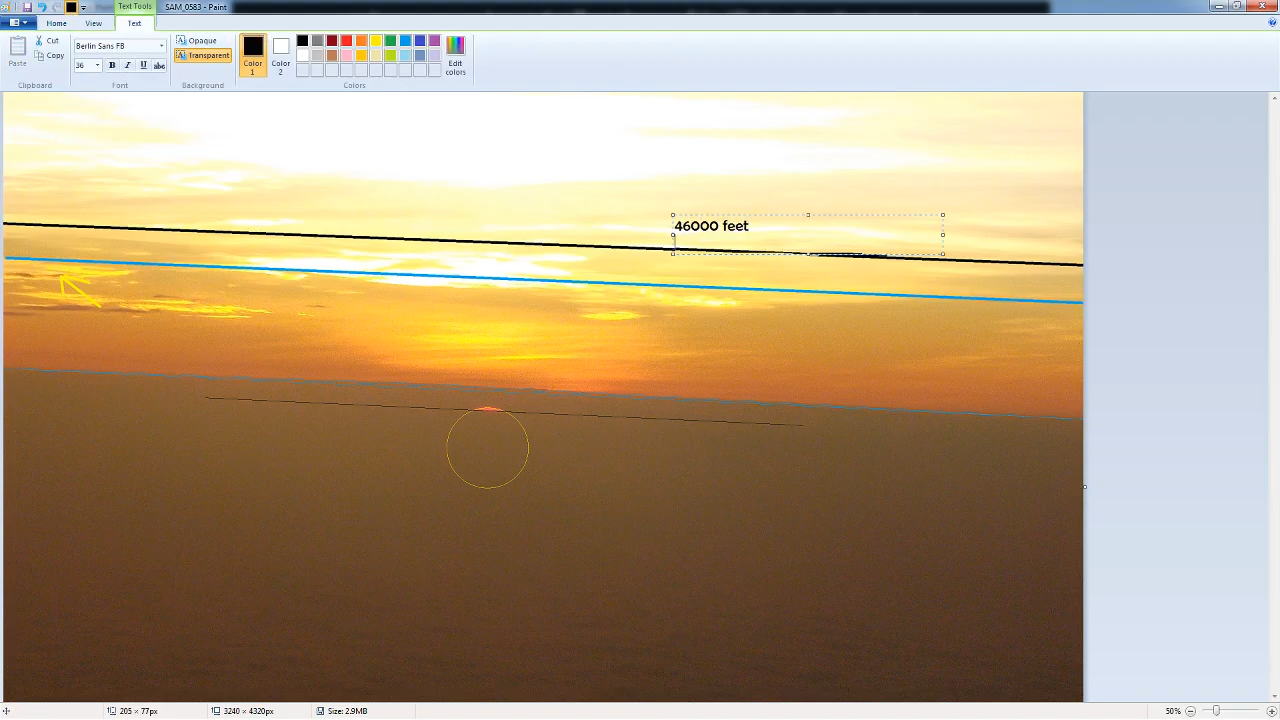 Text Tools
SAM_0583 - Paint
Home
View
Text
Paste
Cut
Copy
Clipboard
Berlin Sans FB
36
B
I
U
abc
Font
Opaque
Transparent
Background
Color
1
Color
2
Edit
colors
Colors
46000 feet
205 × 77px
3240 × 4320px
Size: 2.9MB
50%